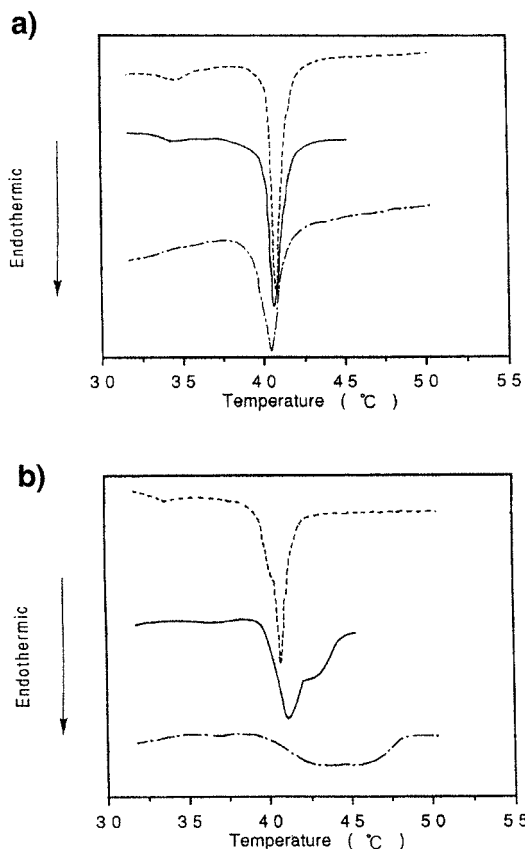 a)
Endothermic
30 35 40 45 50 55
Temperature ( ℃ )
b)
Endothermic
30 35 40 45 50 55
Temperature ( ℃ )